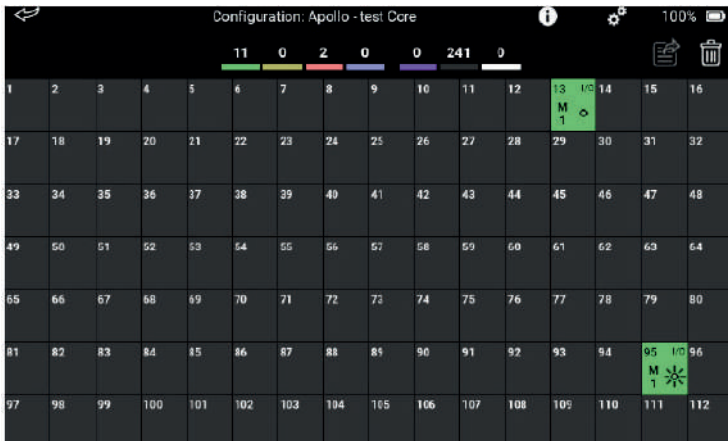 Configuration: Apollo - test Core 100%
11 0 2 0 0 241 0
1 2 3 4 5 6 7 8 9 10 11 12 13 I/O 14 15 16
M
1
17 18 19 20 21 22 23 24 25 26 27 28 29 30 31 32
33 34 35 36 37 38 39 40 41 42 43 44 45 46 47 48
49 50 51 52 53 54 55 56 57 58 59 60 61 62 63 64
65 66 67 68 69 70 71 72 73 74 75 76 77 78 79 80
81 82 83 84 85 86 87 88 89 90 91 92 93 94 95 I/O 96
M
1
97 98 99 100 101 102 103 104 105 106 107 108 109 110 111 112